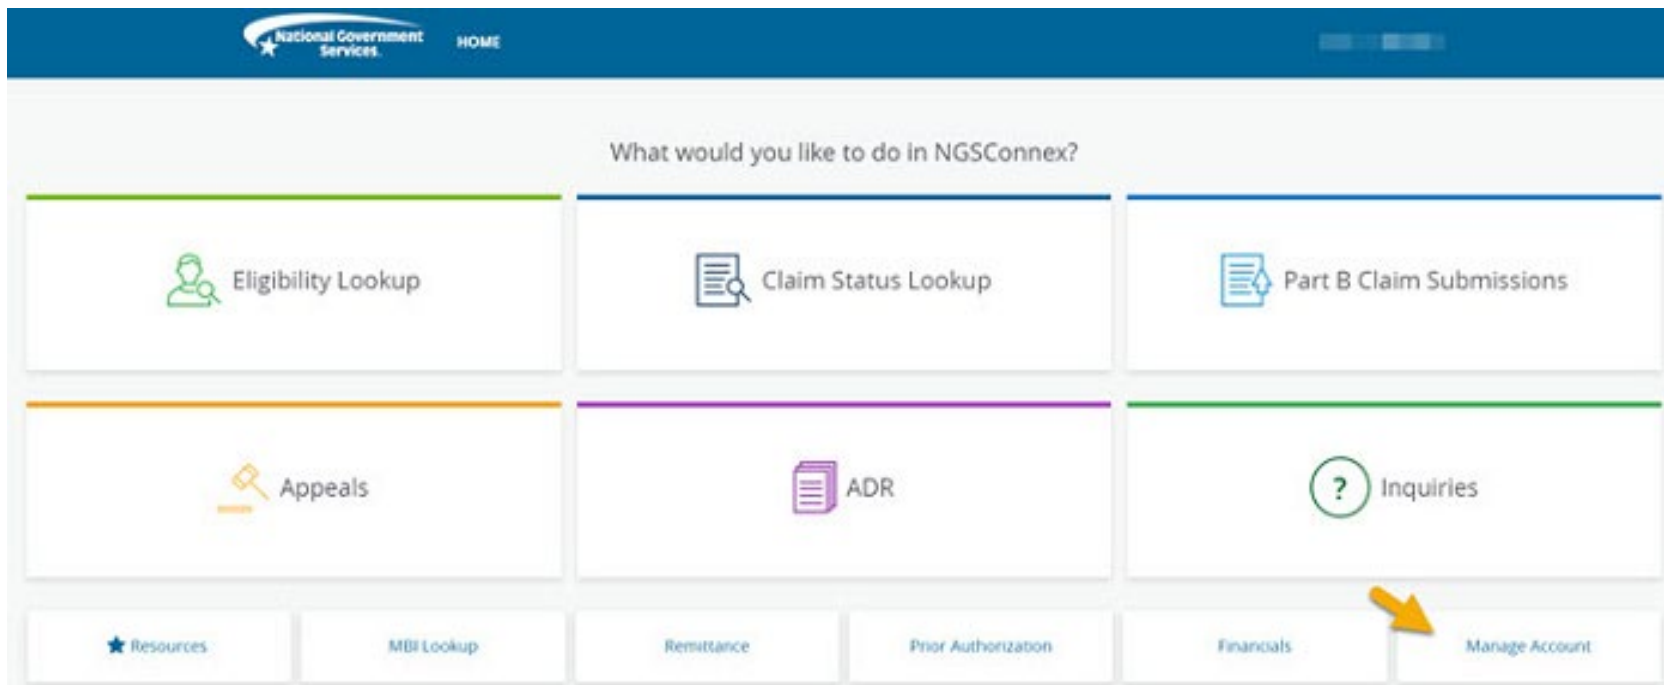 National Government
Services.
HOME
What would you like to do in NGSConnex?
Eligibility Lookup
Claim Status Lookup
Part B Claim Submissions
Appeals
ADR
? Inquiries
Resources
MBI Lookup
Remittance
Prior Authorization
Financials
Manage Account